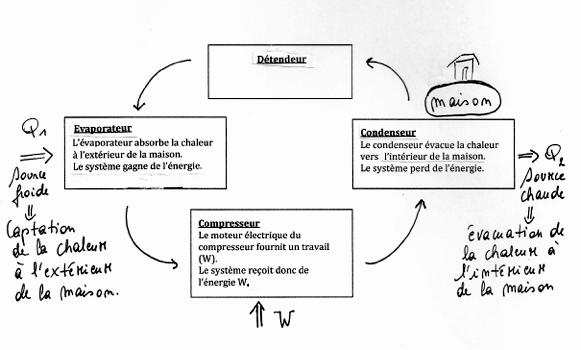 Détendeur
maison
Q1
Source
froide
Captation
de la chaleur
à l'extérieur
de la maison.
Evaporateur
L'évaporateur absorbe la chaleur
à l'extérieur de la maison.
Le système gagne de l'énergie.
Condenseur
Le condenseur évacue la chaleur
vers l'intérieur de la maison.
Le système perd de l'énergie.
Q2
Source
chaude
évacuation de
la chaleur à
l'intérieur
de la maison
Compresseur
Le moteur électrique du
compresseur fournit un travail
(W).
Le système reçoit donc de
l'énergie W.
W